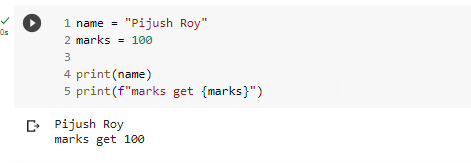 0s
1 name = "Pijush Roy"
2 marks = 100
3
4 print(name)
5 print(f"marks get {marks}")
Pijush Roy
marks get 100